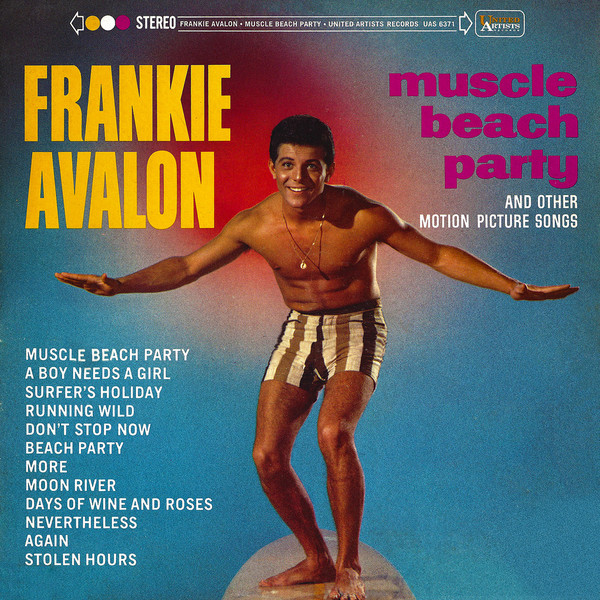 STEREO
FRANKIE AVALON • MUSCLE BEACH PARTY • UNITED ARTISTS RECORDS UAS 6371
UNITED
ARTISTS
FRANKIE
AVALON
muscle
beach
party
AND OTHER
MOTION PICTURE SONGS
MUSCLE BEACH PARTY
A BOY NEEDS A GIRL
SURFER'S HOLIDAY
RUNNING WILD
DON'T STOP NOW
BEACH PARTY
MORE
MOON RIVER
DAYS OF WINE AND ROSES
NEVERTHELESS
AGAIN
STOLEN HOURS